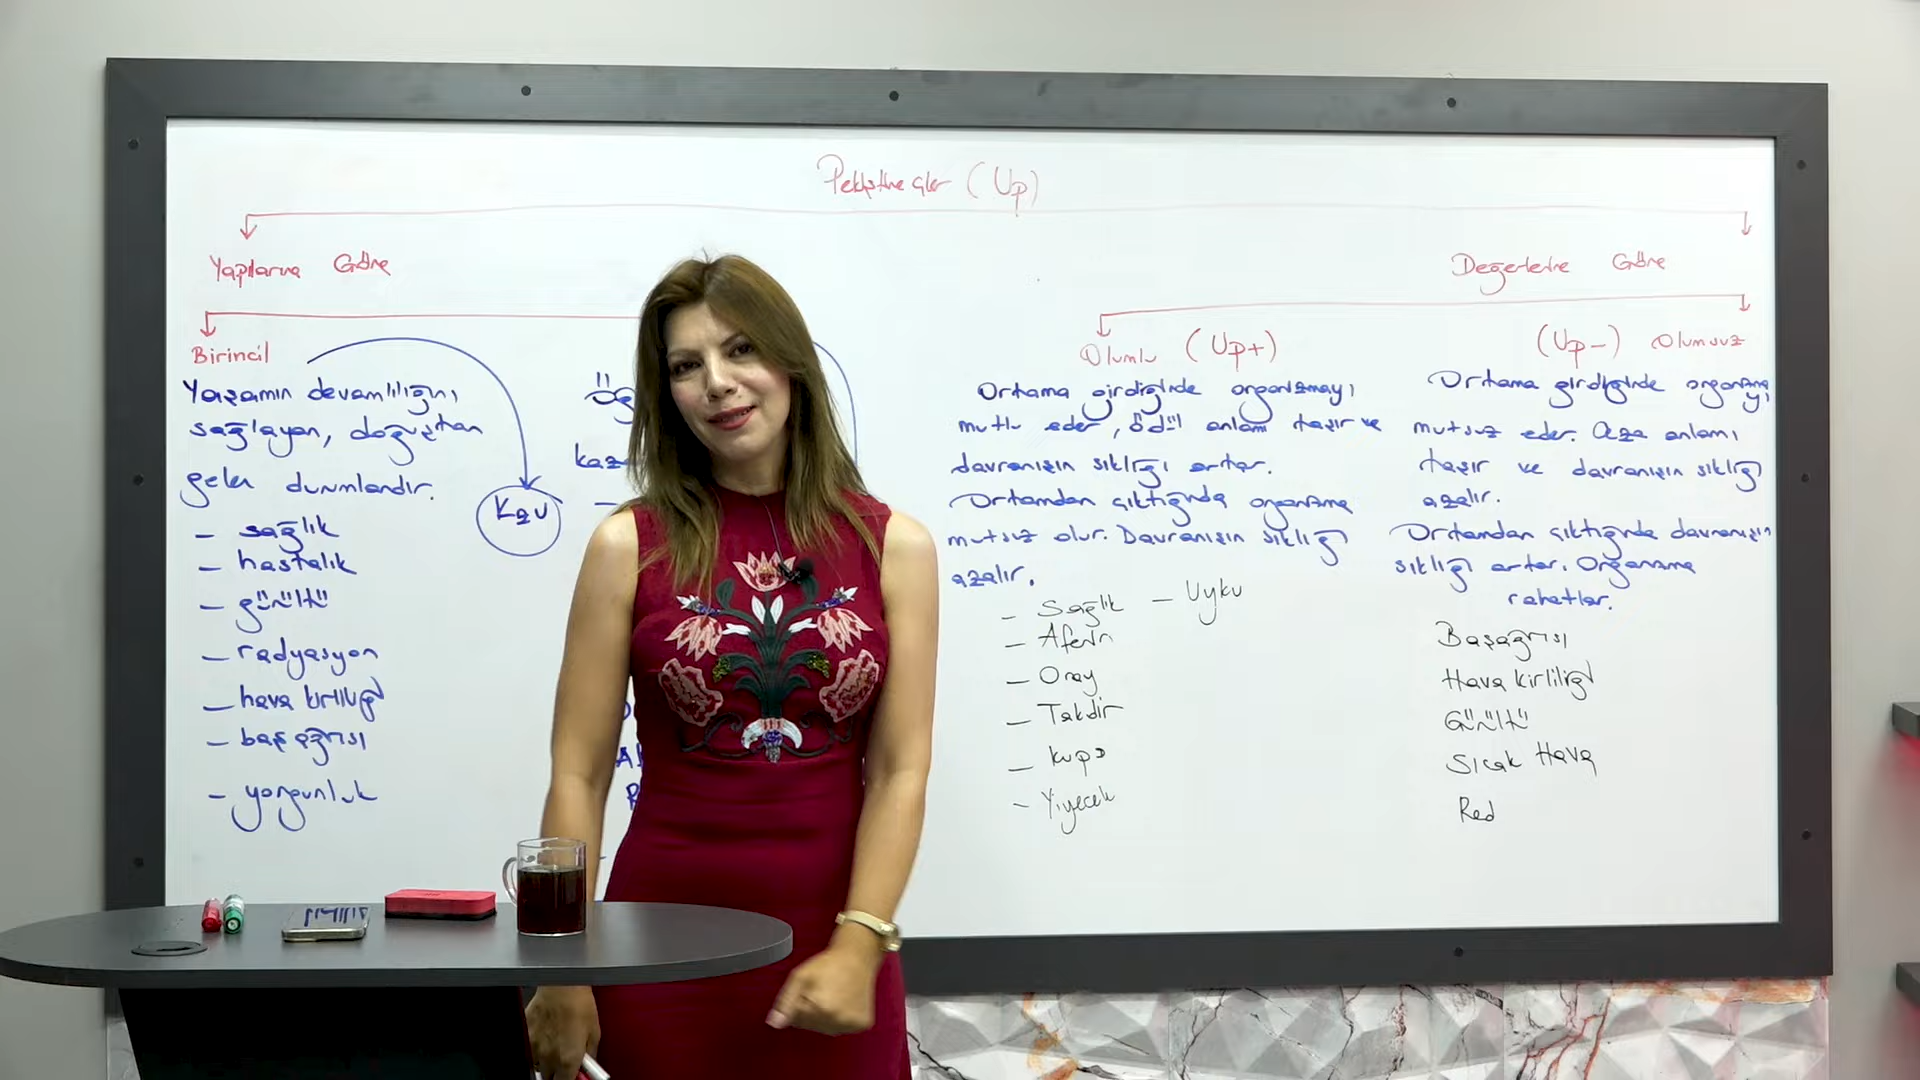 Pekiştireçler (Up)
Yapılarına Göre
Birincil
Yaşamın devamlılığını
sağlayan, doğuştan
gelen durumlardır.
- sağlık
- hastalık
- gürültü
- radyasyon
- hava kirliliği
- baş ağrısı
- yorgunluk
Değerlerine Göre
Olumlu (Up+)
Ortama girdiğinde organizmayı
mutlu eder, ödül anlamı taşır ve
davranışın sıklığı artar.
Ortamdan çıktığında organizma
mutsuz olur. Davranışın sıklığı
azalır.
- Sağlık - Uyku
- Aferin
- Onay
- Takdir
- Kupa
- Yiyecek
(Up-) Olumsuz
Ortama girdiğinde organizmayı
mutsuz eder. Ceza anlamı
taşır ve davranışın sıklığı
azalır.
Ortamdan çıktığında davranışın
sıklığı artar. Organizma
rahatlar.
Başağrısı
Hava Kirliliği
Gürültü
Sıcak Hava
Red